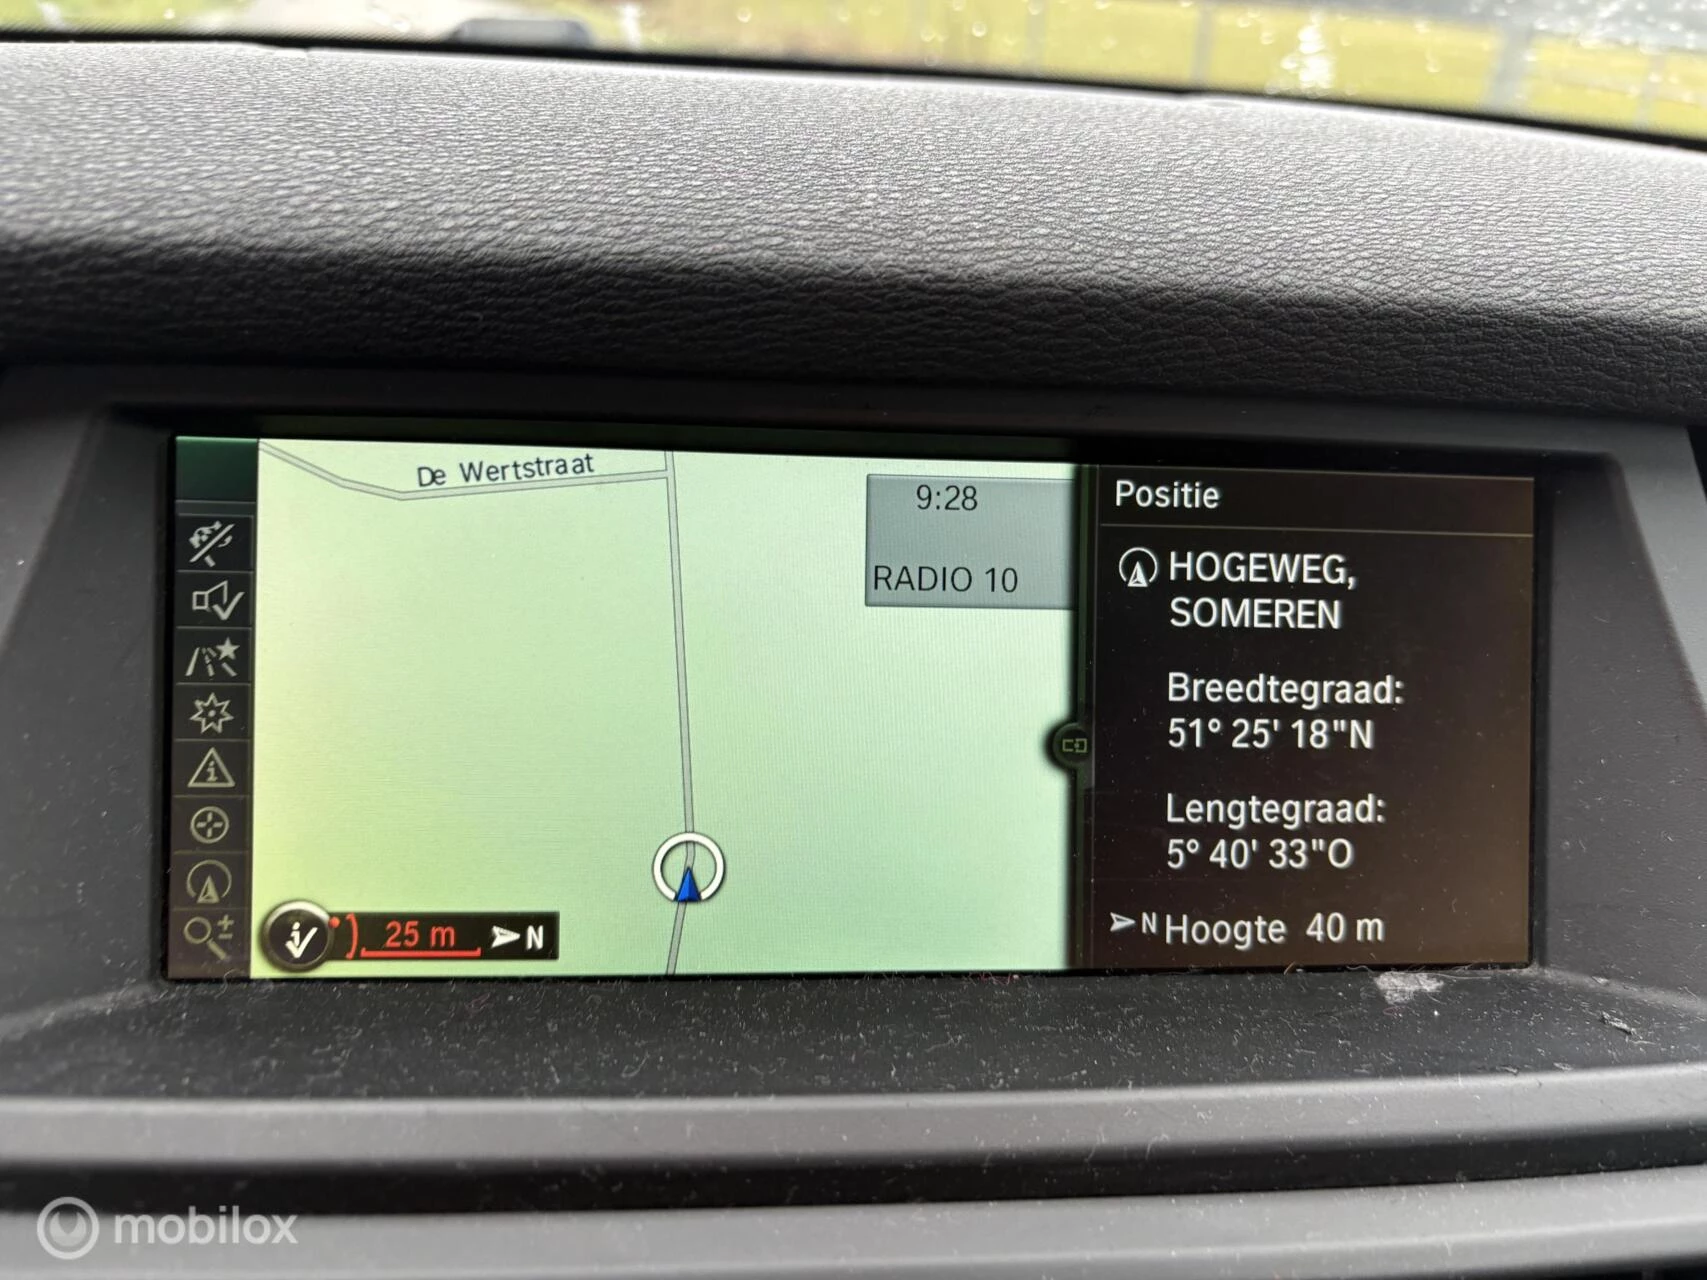 De Wertstraat
9:28
RADIO 10
25 m
N
Positie
HOGEWEG,
SOMEREN
Breedtegraad:
51° 25' 18"N
Lengtegraad:
5° 40' 33"O
N Hoogte 40 m
mobilox